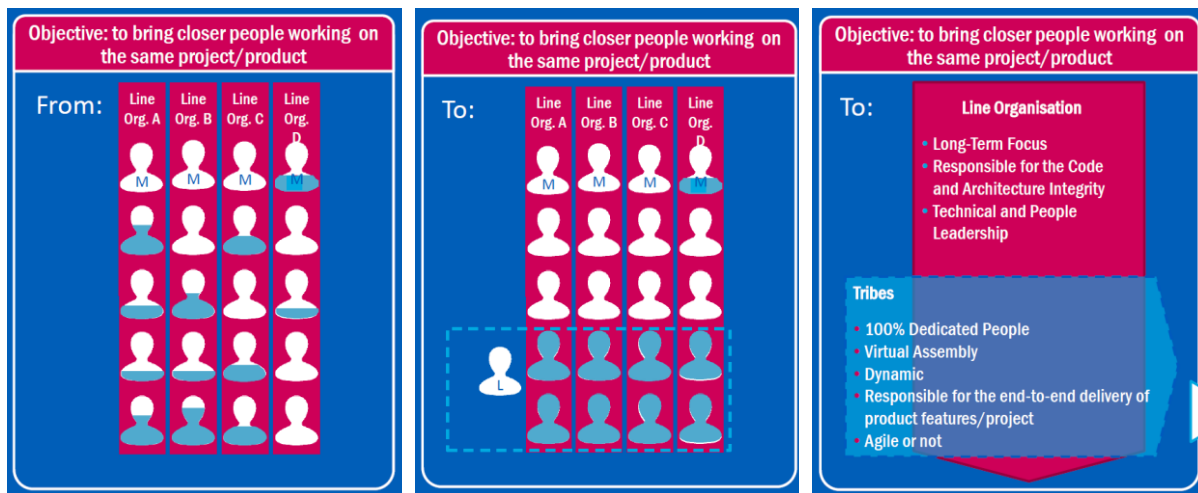 Objective: to bring closer people working on
the same project/product
From:
Line
Org. A
Line
Org. B
Line
Org. C
Line
Org.
D
M
M
M
M
Objective: to bring closer people working on
the same project/product
To:
Line
Org. A
Line
Org. B
Line
Org. C
Line
Org.
D
M
M
M
M
L
Objective: to bring closer people working on
the same project/product
To:
Line Organisation
• Long-Term Focus
• Responsible for the Code
and Architecture Integrity
• Technical and People
Leadership
Tribes
• 100% Dedicated People
• Virtual Assembly
• Dynamic
• Responsible for the end-to-end delivery of
product features/project
• Agile or not